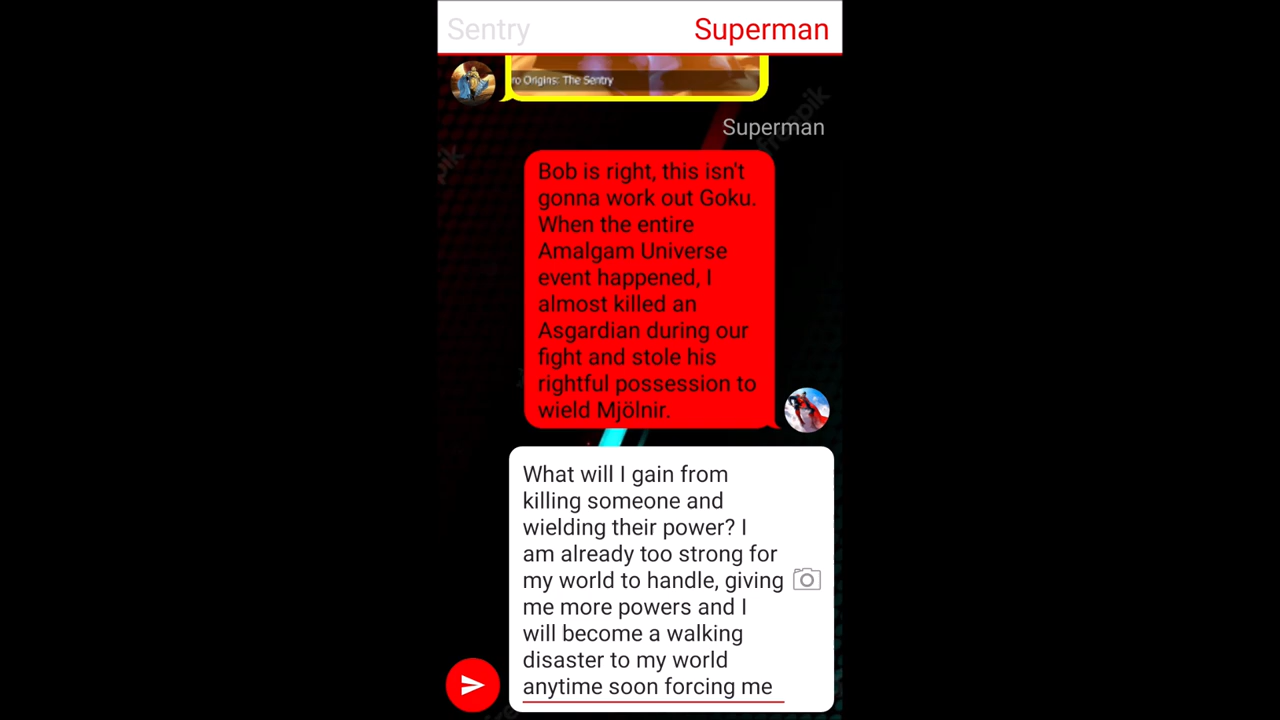 Sentry
Superman
ro Origins: The Sentry
Superman
Bob is right, this isn't
gonna work out Goku.
When the entire
Amalgam Universe
event happened, I
almost killed an
Asgardian during our
fight and stole his
rightful possession to
wield Mjölnir.
What will I gain from
killing someone and
wielding their power? I
am already too strong for
my world to handle, giving
me more powers and I
will become a walking
disaster to my world
anytime soon forcing me